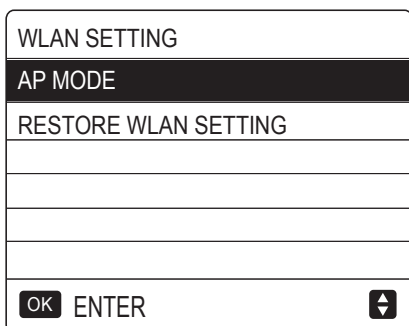 WLAN SETTING
AP MODE
RESTORE WLAN SETTING
OK ENTER